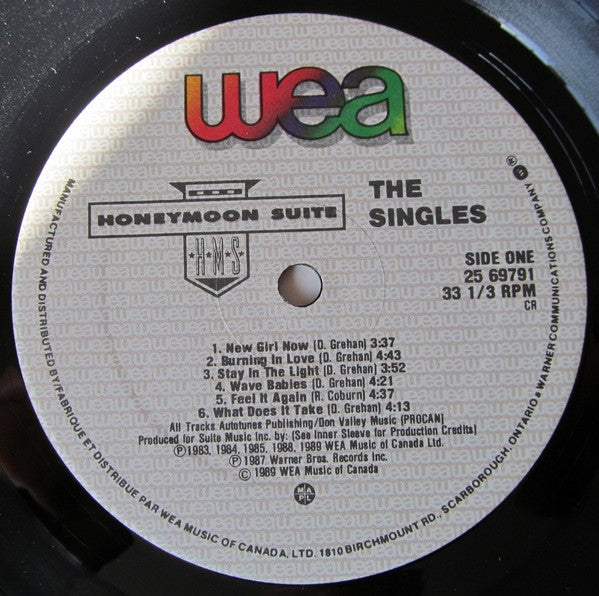 wea
HONEYMOON SUITE
H·M·S
THE
SINGLES
SIDE ONE
25 69791
33 1/3 RPM
CR
1. New Girl Now (D. Grehan) 3:37
2. Burning In Love (D. Grehan) 4:43
3. Stay In The Light (D. Grehan) 3:52
4. Wave Babies (D. Grehan) 4:21
5. Feel It Again (R. Coburn) 4:37
6. What Does It Take (D. Grehan) 4:13
All Tracks Autotunes Publishing/Don Valley Music (PROCAN)
Produced for Suite Music Inc. by: (See Inner Sleeve for Production Credits)
Ⓟ1983, 1984, 1985, 1988, 1989 WEA Music of Canada Ltd.
Ⓟ1987 Warner Bros. Records Inc.
© 1989 WEA Music of Canada
MAPL
MANUFACTURED AND DISTRIBUTED BY/FABRIQUE ET DISTRIBUE PAR WEA MUSIC OF CANADA, LTD. 1810 BIRCHMOUNT RD., SCARBOROUGH, ONTARIO a WARNER COMMUNICATIONS COMPANY